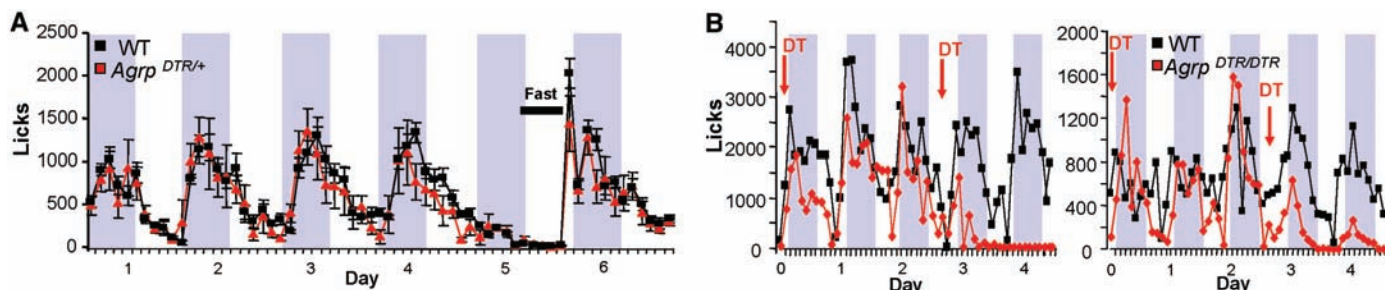 A
2500
2000
1500
1000
500
0
Licks
WT
Agrp DTR/+
Fast
1 2 3 4 5 6
Day
B
4000
3000
2000
1000
0
Licks
DT
DT
0 1 2 3 4
Day
2000
1600
1200
800
400
0
DT
WT
Agrp DTR/DTR
DT
0 1 2 3 4
Day